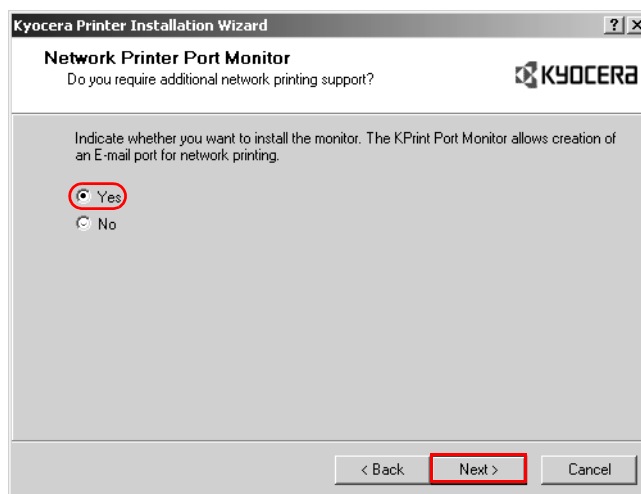 Kyocera Printer Installation Wizard
Network Printer Port Monitor
Do you require additional network printing support?
KYOCERA
Indicate whether you want to install the monitor. The KPrint Port Monitor allows creation of
an E-mail port for network printing.
Yes
No
< Back
Next >
Cancel